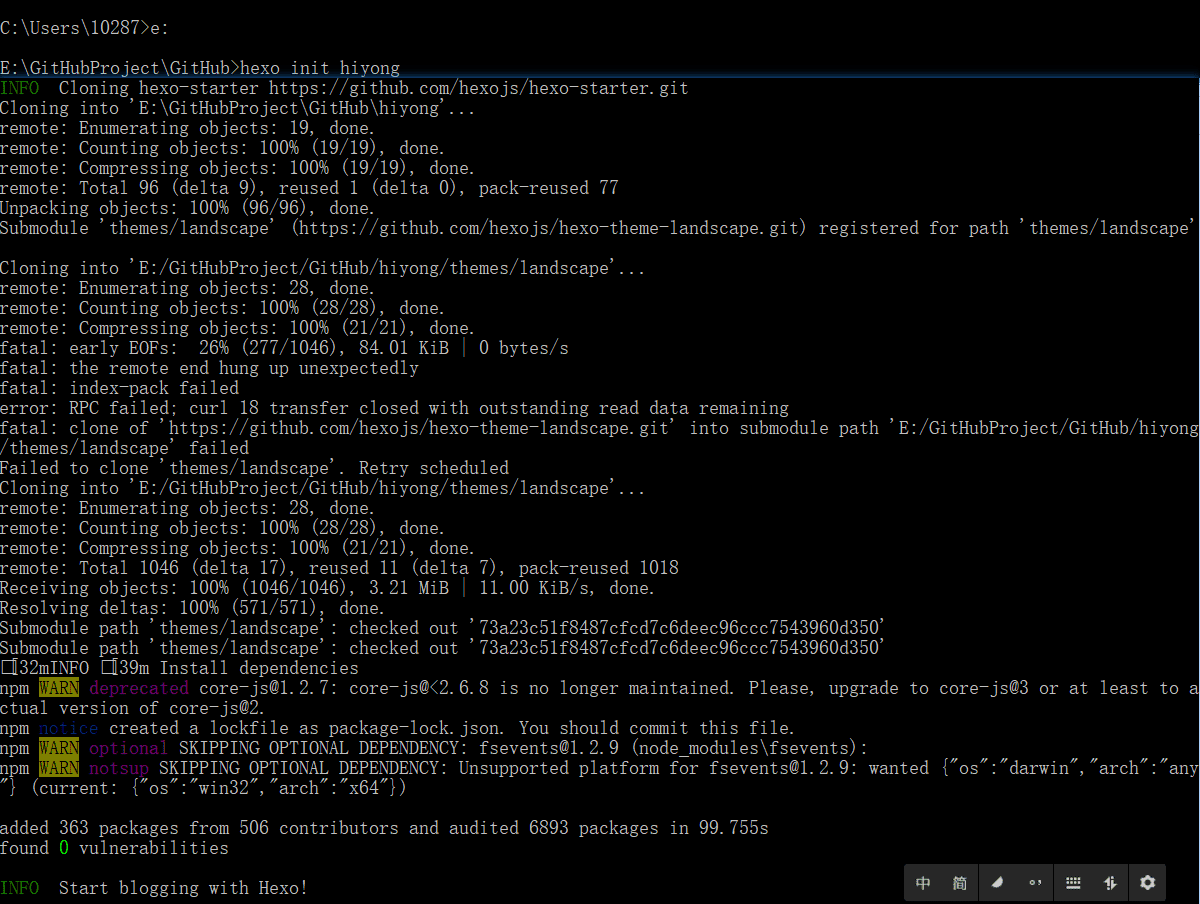 C:\Users\10287>e:
E:\GitHubProject\GitHub>hexo init hiyong
INFO  Cloning hexo-starter https://github.com/hexojs/hexo-starter.git
Cloning into 'E:\GitHubProject\GitHub\hiyong'...
remote: Enumerating objects: 19, done.
remote: Counting objects: 100% (19/19), done.
remote: Compressing objects: 100% (19/19), done.
remote: Total 96 (delta 9), reused 1 (delta 0), pack-reused 77
Unpacking objects: 100% (96/96), done.
Submodule 'themes/landscape' (https://github.com/hexojs/hexo-theme-landscape.git) registered for path 'themes/landscape'
Cloning into 'E:/GitHubProject/GitHub/hiyong/themes/landscape'...
remote: Enumerating objects: 28, done.
remote: Counting objects: 100% (28/28), done.
remote: Compressing objects: 100% (21/21), done.
fatal: early EOFs:  26% (277/1046), 84.01 KiB | 0 bytes/s
fatal: the remote end hung up unexpectedly
fatal: index-pack failed
error: RPC failed; curl 18 transfer closed with outstanding read data remaining
fatal: clone of 'https://github.com/hexojs/hexo-theme-landscape.git' into submodule path 'E:/GitHubProject/GitHub/hiyong
/themes/landscape' failed
Failed to clone 'themes/landscape'. Retry scheduled
Cloning into 'E:/GitHubProject/GitHub/hiyong/themes/landscape'...
remote: Enumerating objects: 28, done.
remote: Counting objects: 100% (28/28), done.
remote: Compressing objects: 100% (21/21), done.
remote: Total 1046 (delta 17), reused 11 (delta 7), pack-reused 1018
Receiving objects: 100% (1046/1046), 3.21 MiB | 11.00 KiB/s, done.
Resolving deltas: 100% (571/571), done.
Submodule path 'themes/landscape': checked out '73a23c51f8487cfcd7c6deec96ccc7543960d350'
Submodule path 'themes/landscape': checked out '73a23c51f8487cfcd7c6deec96ccc7543960d350'
□[32mINFO □[39m Install dependencies
npm WARN deprecated core-js@1.2.7: core-js@<2.6.8 is no longer maintained. Please, upgrade to core-js@3 or at least to a
ctual version of core-js@2.
npm notice created a lockfile as package-lock.json. You should commit this file.
npm WARN optional SKIPPING OPTIONAL DEPENDENCY: fsevents@1.2.9 (node_modules\fsevents):
npm WARN notsup SKIPPING OPTIONAL DEPENDENCY: Unsupported platform for fsevents@1.2.9: wanted {"os":"darwin","arch":"any
"} (current: {"os":"win32","arch":"x64"})
added 363 packages from 506 contributors and audited 6893 packages in 99.755s
found 0 vulnerabilities
INFO  Start blogging with Hexo!
中 简